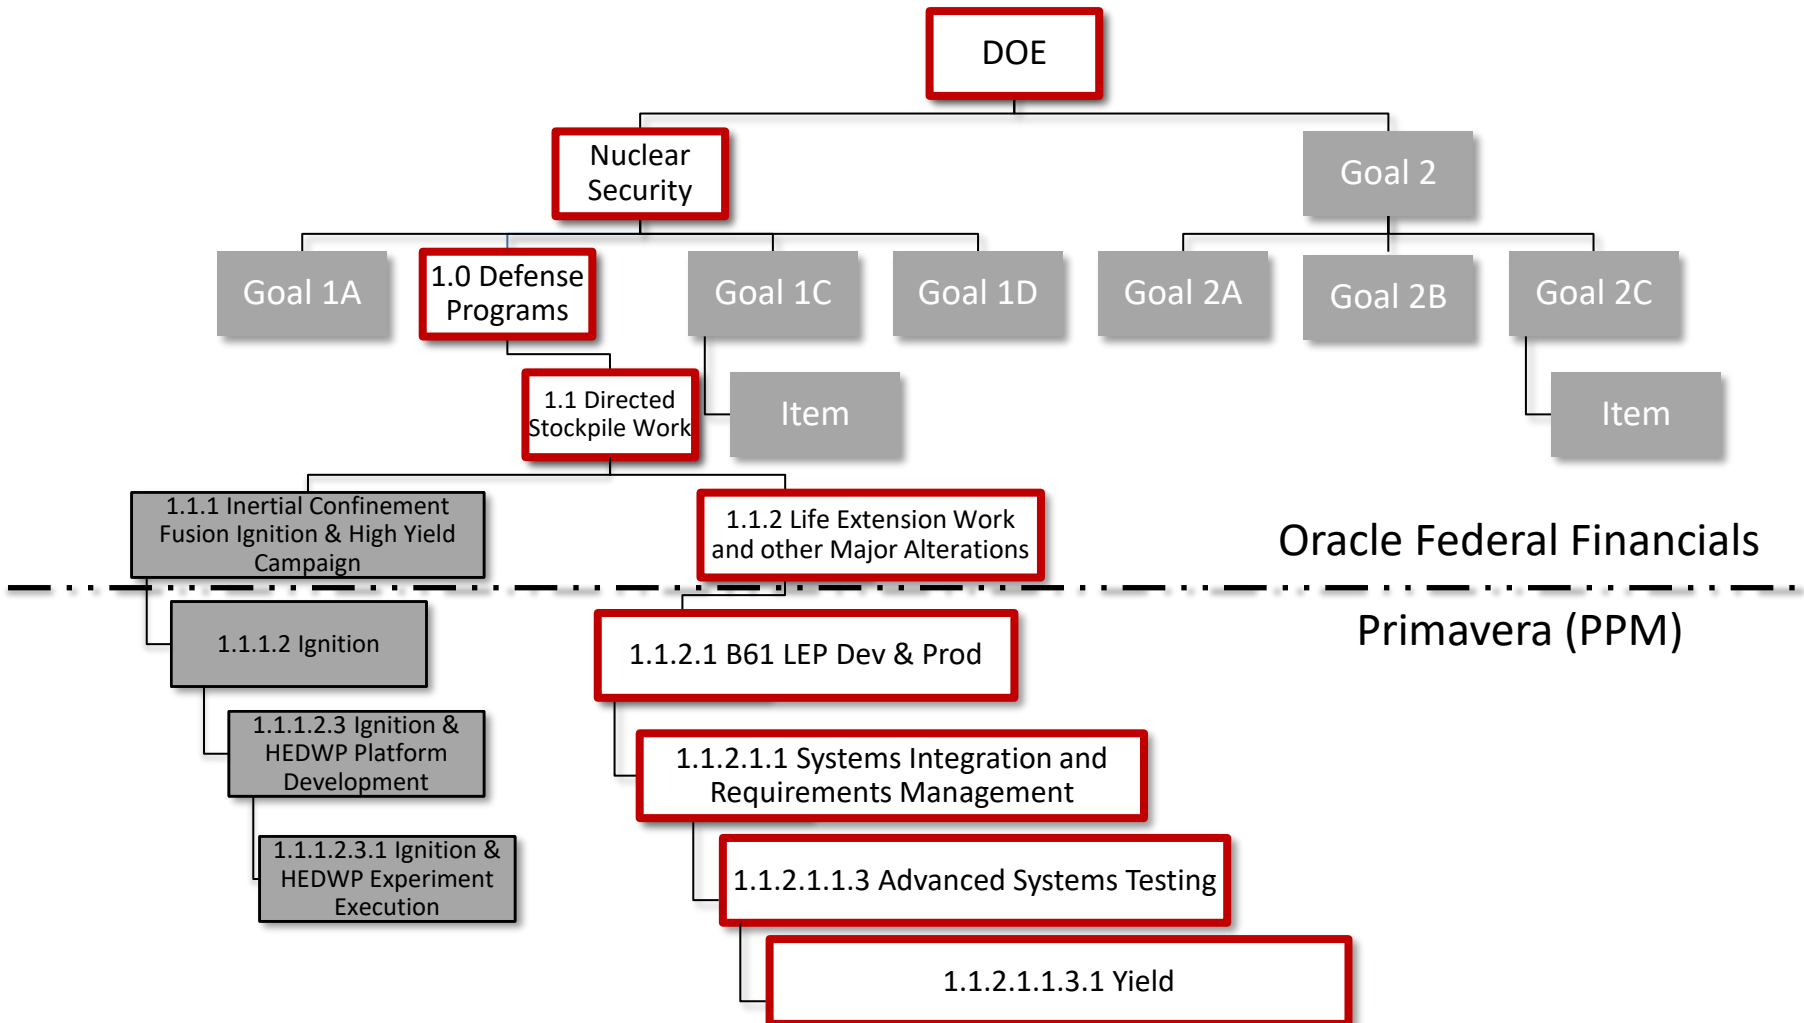 DOE
Nuclear
Security
Goal 2
Goal 1A
1.0 Defense
Programs
Goal 1C
Goal 1D
Goal 2A
Goal 2B
Goal 2C
1.1 Directed
Stockpile Work
Item
Item
1.1.1 Inertial Confinement
Fusion Ignition & High Yield
Campaign
1.1.2 Life Extension Work
and other Major Alterations
Oracle Federal Financials
Primavera (PPM)
1.1.1.2 Ignition
1.1.2.1 B61 LEP Dev & Prod
1.1.1.2.3 Ignition &
HEDWP Platform
Development
1.1.2.1.1 Systems Integration and
Requirements Management
1.1.1.2.3.1 Ignition &
HEDWP Experiment
Execution
1.1.2.1.1.3 Advanced Systems Testing
1.1.2.1.1.3.1 Yield